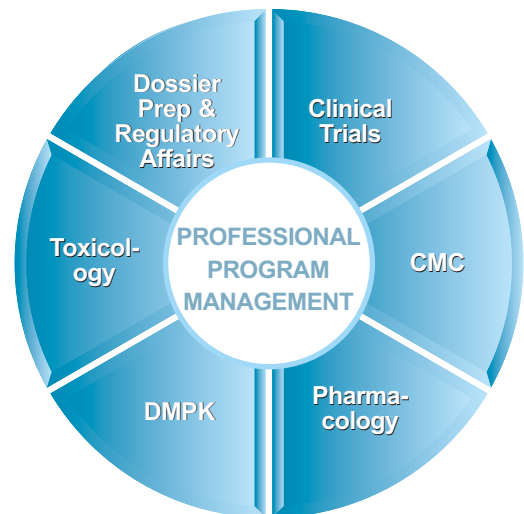 Dossier
Prep &
Regulatory
Affairs
Clinical
Trials
Toxicol-
ogy
PROFESSIONAL
PROGRAM
MANAGEMENT
CMC
DMPK
Pharma-
cology